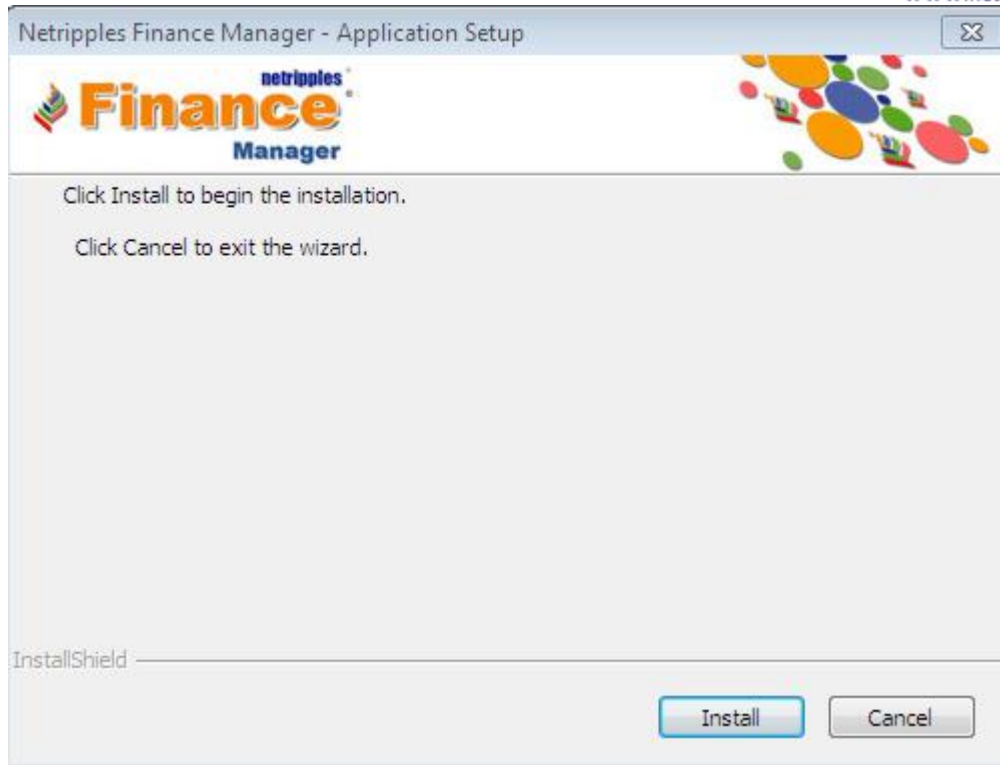 Netripples Finance Manager - Application Setup
netripples
Finance
Manager
Click Install to begin the installation.
Click Cancel to exit the wizard.
InstallShield
Install Cancel